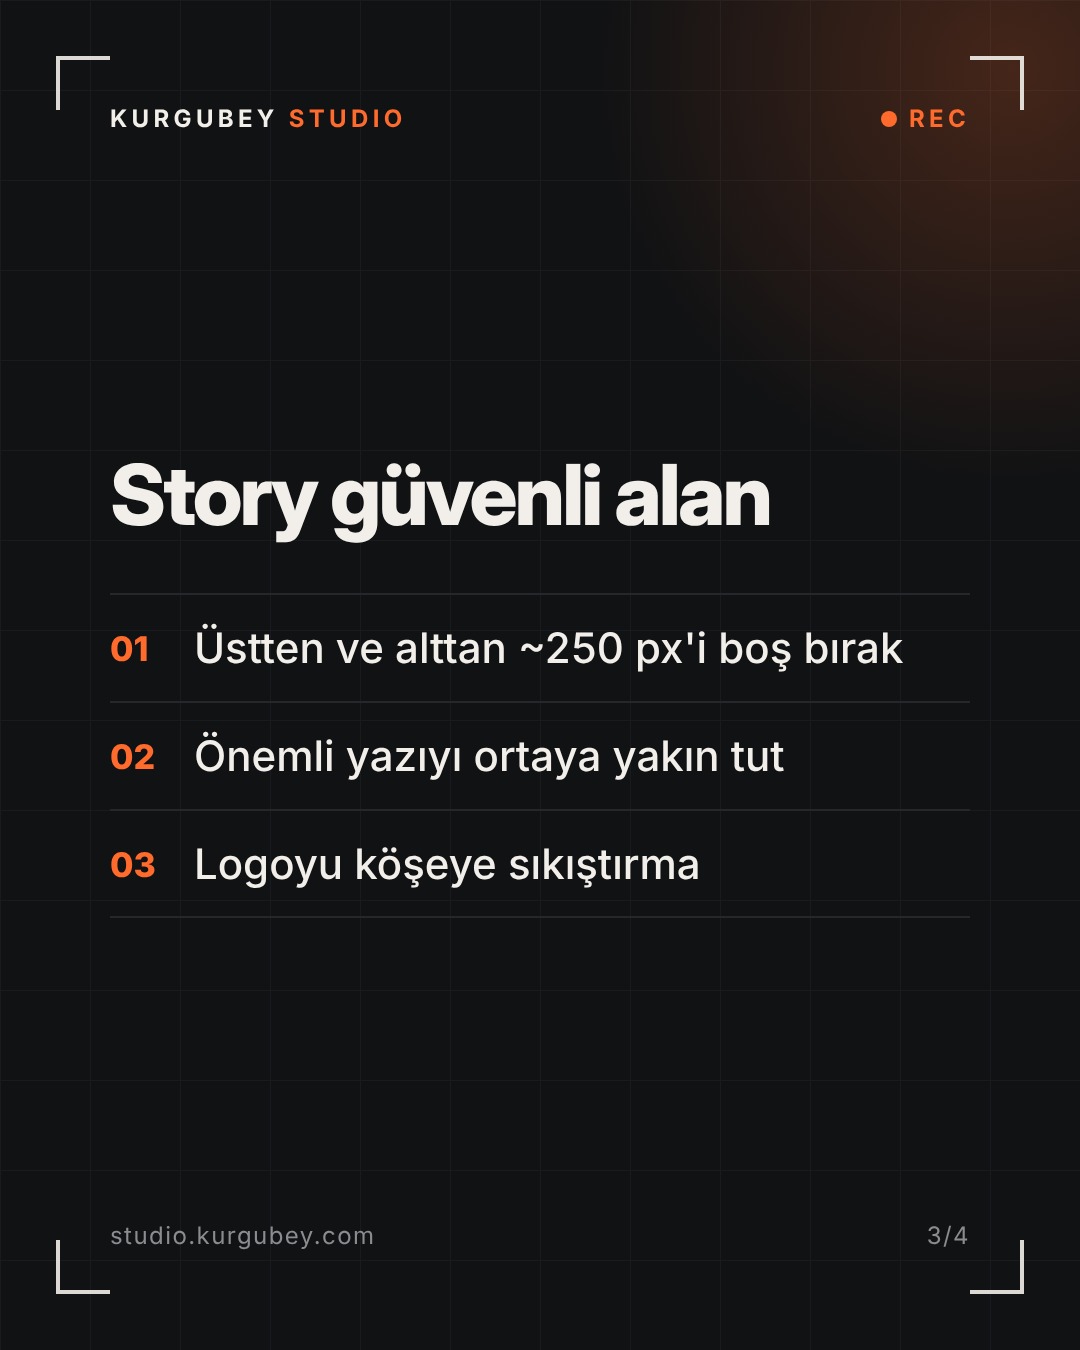 KURGUBEY STUDIO
REC
Story güvenli alan
01 Üstten ve alttan ~250 px'i boş bırak
02 Önemli yazıyı ortaya yakın tut
03 Logoyu köşeye sıkıştırma
studio.kurgubey.com
3/4